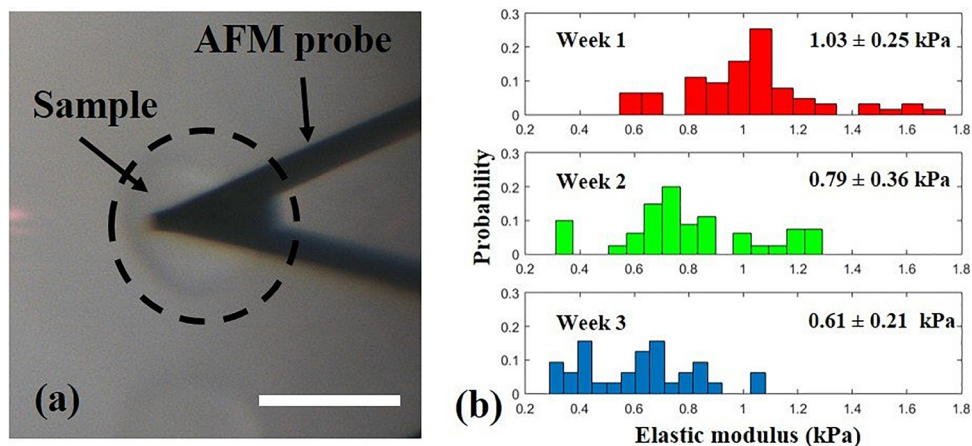 AFM probe
Sample
(a)
0.3
0.2
0.1
0
Week 1
1.03 ± 0.25 kPa
0.2 0.4 0.6 0.8 1 1.2 1.4 1.6 1.8
0.3
0.2
0.1
0
Week 2
0.79 ± 0.36 kPa
0.2 0.4 0.6 0.8 1 1.2 1.4 1.6 1.8
0.3
0.2
0.1
0
Week 3
0.61 ± 0.21 kPa
0.2 0.4 0.6 0.8 1 1.2 1.4 1.6 1.8
Probability
Elastic modulus (kPa)
(b)